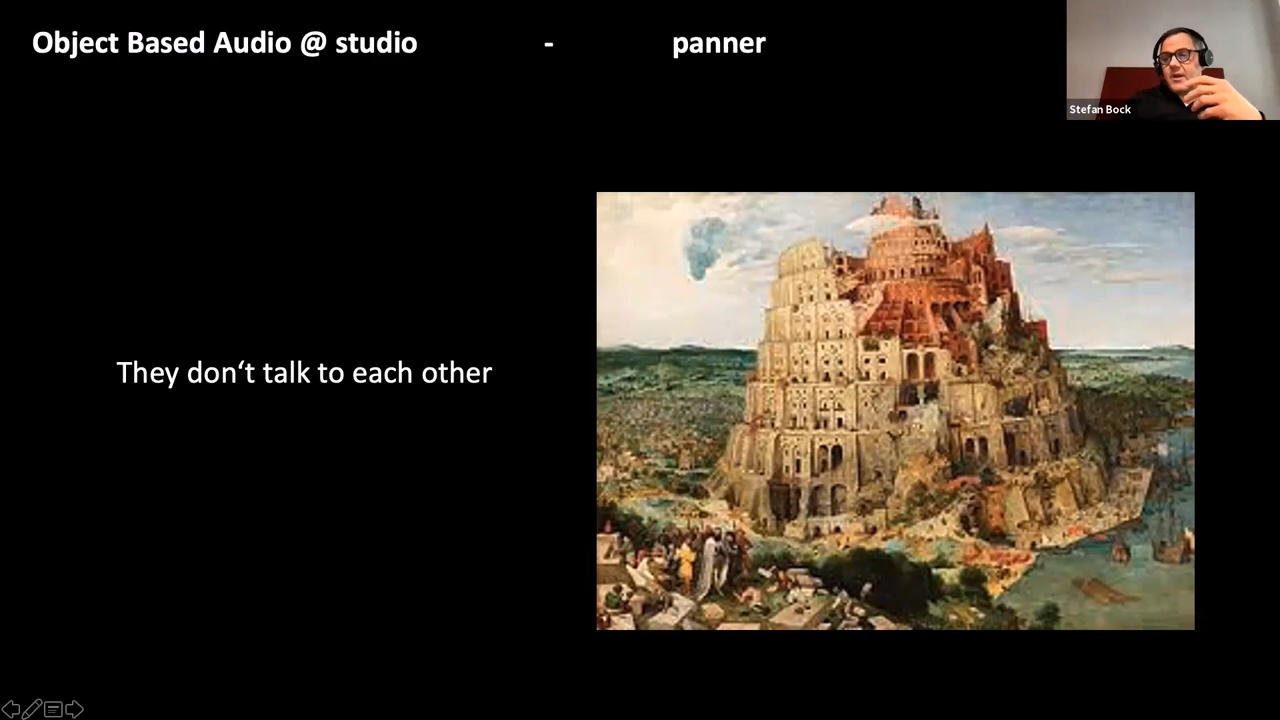 Object Based Audio @ studio - panner
Stefan Bock
They don‘t talk to each other